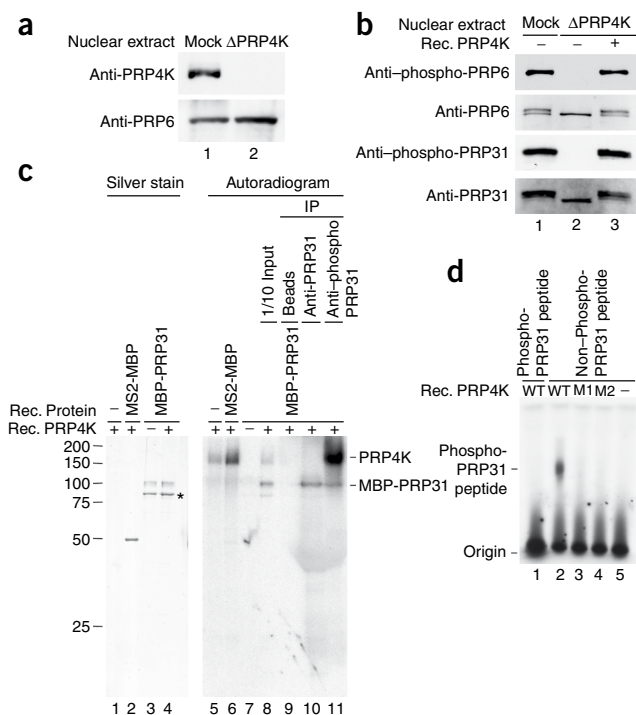 a
Nuclear extract Mock ΔPRP4K
Anti-PRP4K
Anti-PRP6
1 2
b
Nuclear extract Mock ΔPRP4K
Rec. PRP4K – – +
Anti–phospho-PRP6
Anti-PRP6
Anti–phospho-PRP31
Anti-PRP31
1 2 3
c
Silver stain Autoradiogram
IP
1/10 Input
Beads
Anti-PRP31
Anti–phospho
PRP31
MS2-MBP
MBP-PRP31
MS2-MBP
MBP-PRP31
Rec. Protein – –
Rec. PRP4K + + – + + + – + + + +
200
150
100
75
50
25
*
PRP4K
MBP-PRP31
1 2 3 4 5 6 7 8 9 10 11
d
Phospho-
PRP31 peptide
Non–Phospho-
PRP31 peptide
Rec. PRP4K WT WT M1 M2 –
Phospho-
PRP31
peptide
Origin
1 2 3 4 5